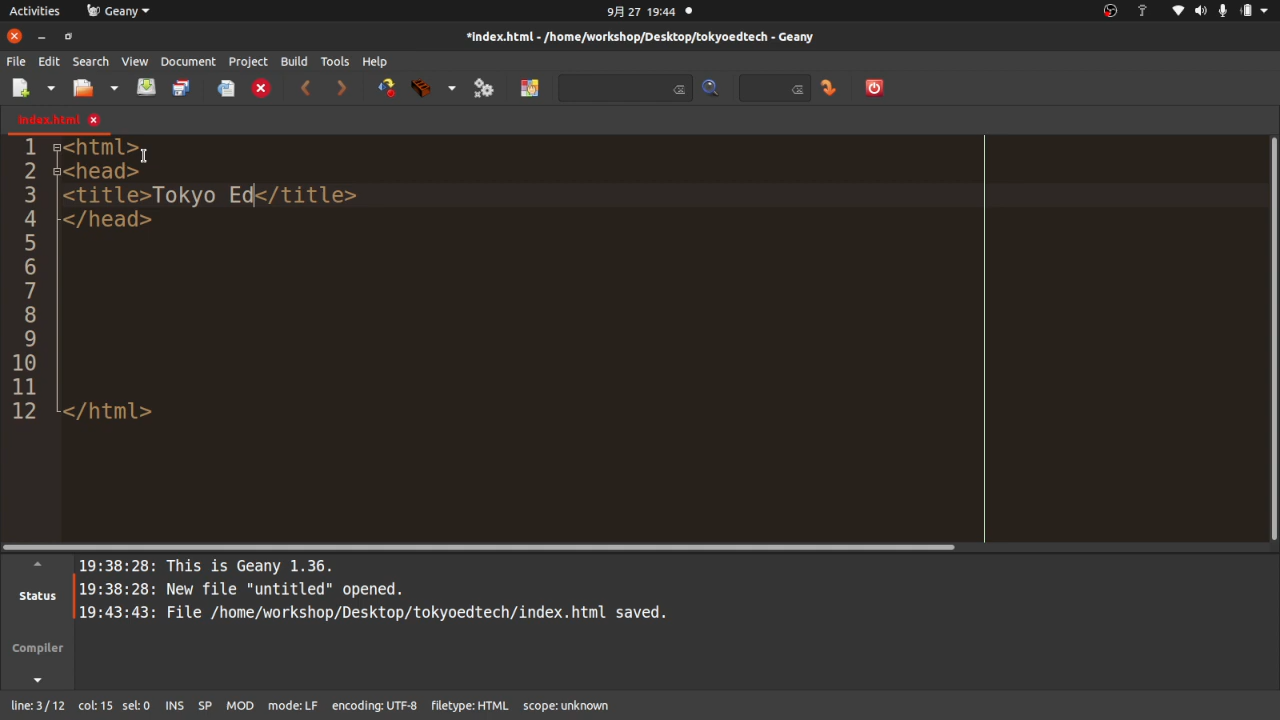 Activities Geany 9月 27 19:44
*index.html - /home/workshop/Desktop/tokyoedtech - Geany
File Edit Search View Document Project Build Tools Help
index.html
1 <html>
2 <head>
3 <title>Tokyo Ed</title>
4 </head>
5
6
7
8
9
10
11
12 </html>
19:38:28: This is Geany 1.36.
19:38:28: New file "untitled" opened.
Status
19:43:43: File /home/workshop/Desktop/tokyoedtech/index.html saved.
Compiler
line: 3 / 12 col: 15 sel: 0 INS SP MOD mode: LF encoding: UTF-8 filetype: HTML scope: unknown